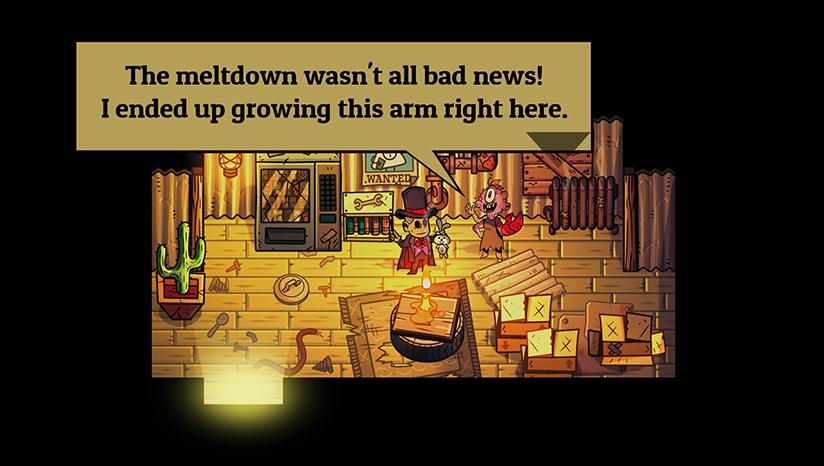 The meltdown wasn't all bad news!
I ended up growing this arm right here.
WANTED